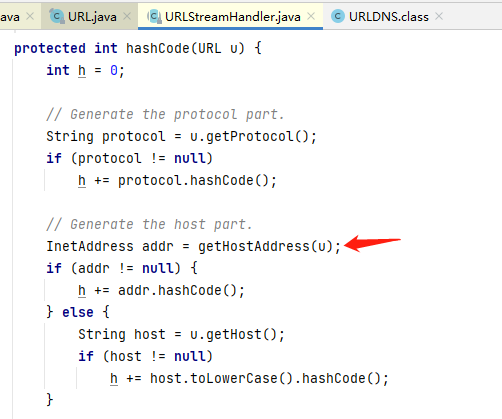 ava URL.java URLStreamHandler.java URLDNS.class
protected int hashCode(URL u) {
int h = 0;
// Generate the protocol part.
String protocol = u.getProtocol();
if (protocol != null)
h += protocol.hashCode();
// Generate the host part.
InetAddress addr = getHostAddress(u);
if (addr != null) {
h += addr.hashCode();
} else {
String host = u.getHost();
if (host != null)
h += host.toLowerCase().hashCode();
}